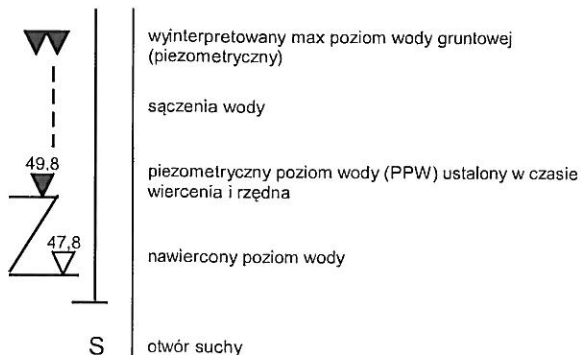 wyinterpretowany max poziom wody gruntowej
(piezometryczny)
sączenia wody
49,8
piezometryczny poziom wody (PPW) ustalony w czasie
wiercenia i rzędna
47,8
nawiercony poziom wody
S
otwór suchy